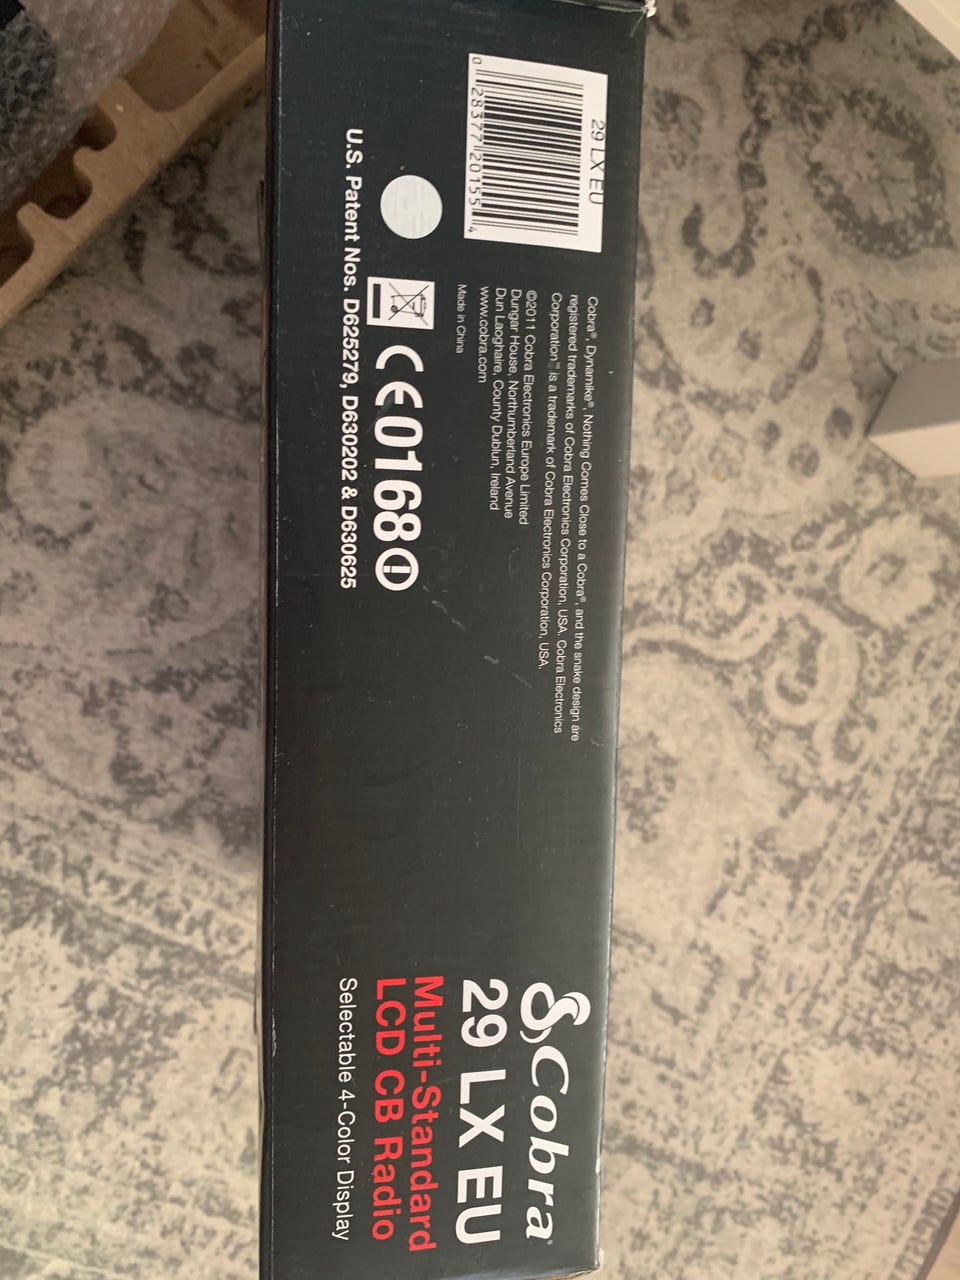 29 LX EU
0 28377 20155 4
Cobra®, Dynamike®, Nothing Comes Close to a Cobra®, and the snake design are
registered trademarks of Cobra Electronics Corporation, USA. Cobra Electronics
Corporation™ is a trademark of Cobra Electronics Corporation, USA.
©2011 Cobra Electronics Europe Limited
Dungar House, Northumberland Avenue
Dun Laoghaire, County Dublun, Ireland
www.cobra.com
Made in China
CE0168
U.S. Patent Nos. D625279, D630202 & D630625
Cobra®
29 LX EU
Multi-Standard
LCD CB Radio
Selectable 4-Color Display